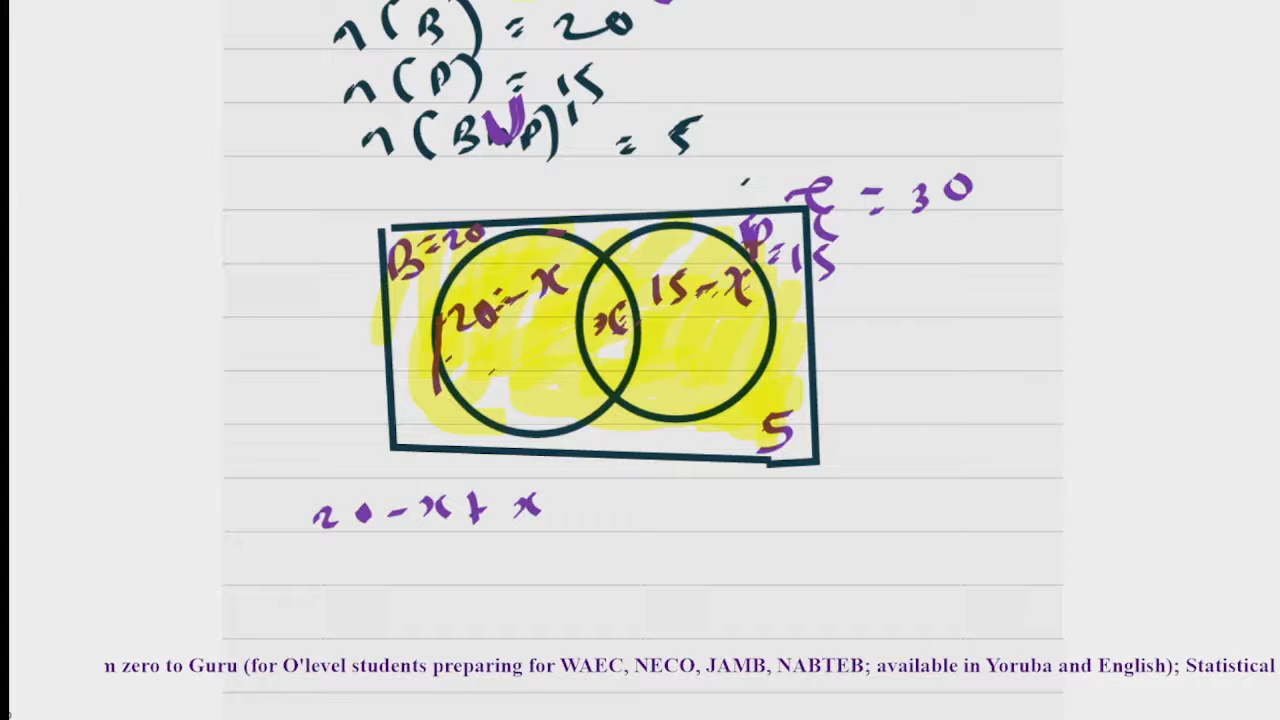 n(B) = 20
n(P) = 15
n(B∪P)¹ = 5
ξ = 30
B=20
P=15
20-x
x
15-x
5
20-x+x
n zero to Guru (for O'level students preparing for WAEC, NECO, JAMB, NABTEB; available in Yoruba and English); Statistical